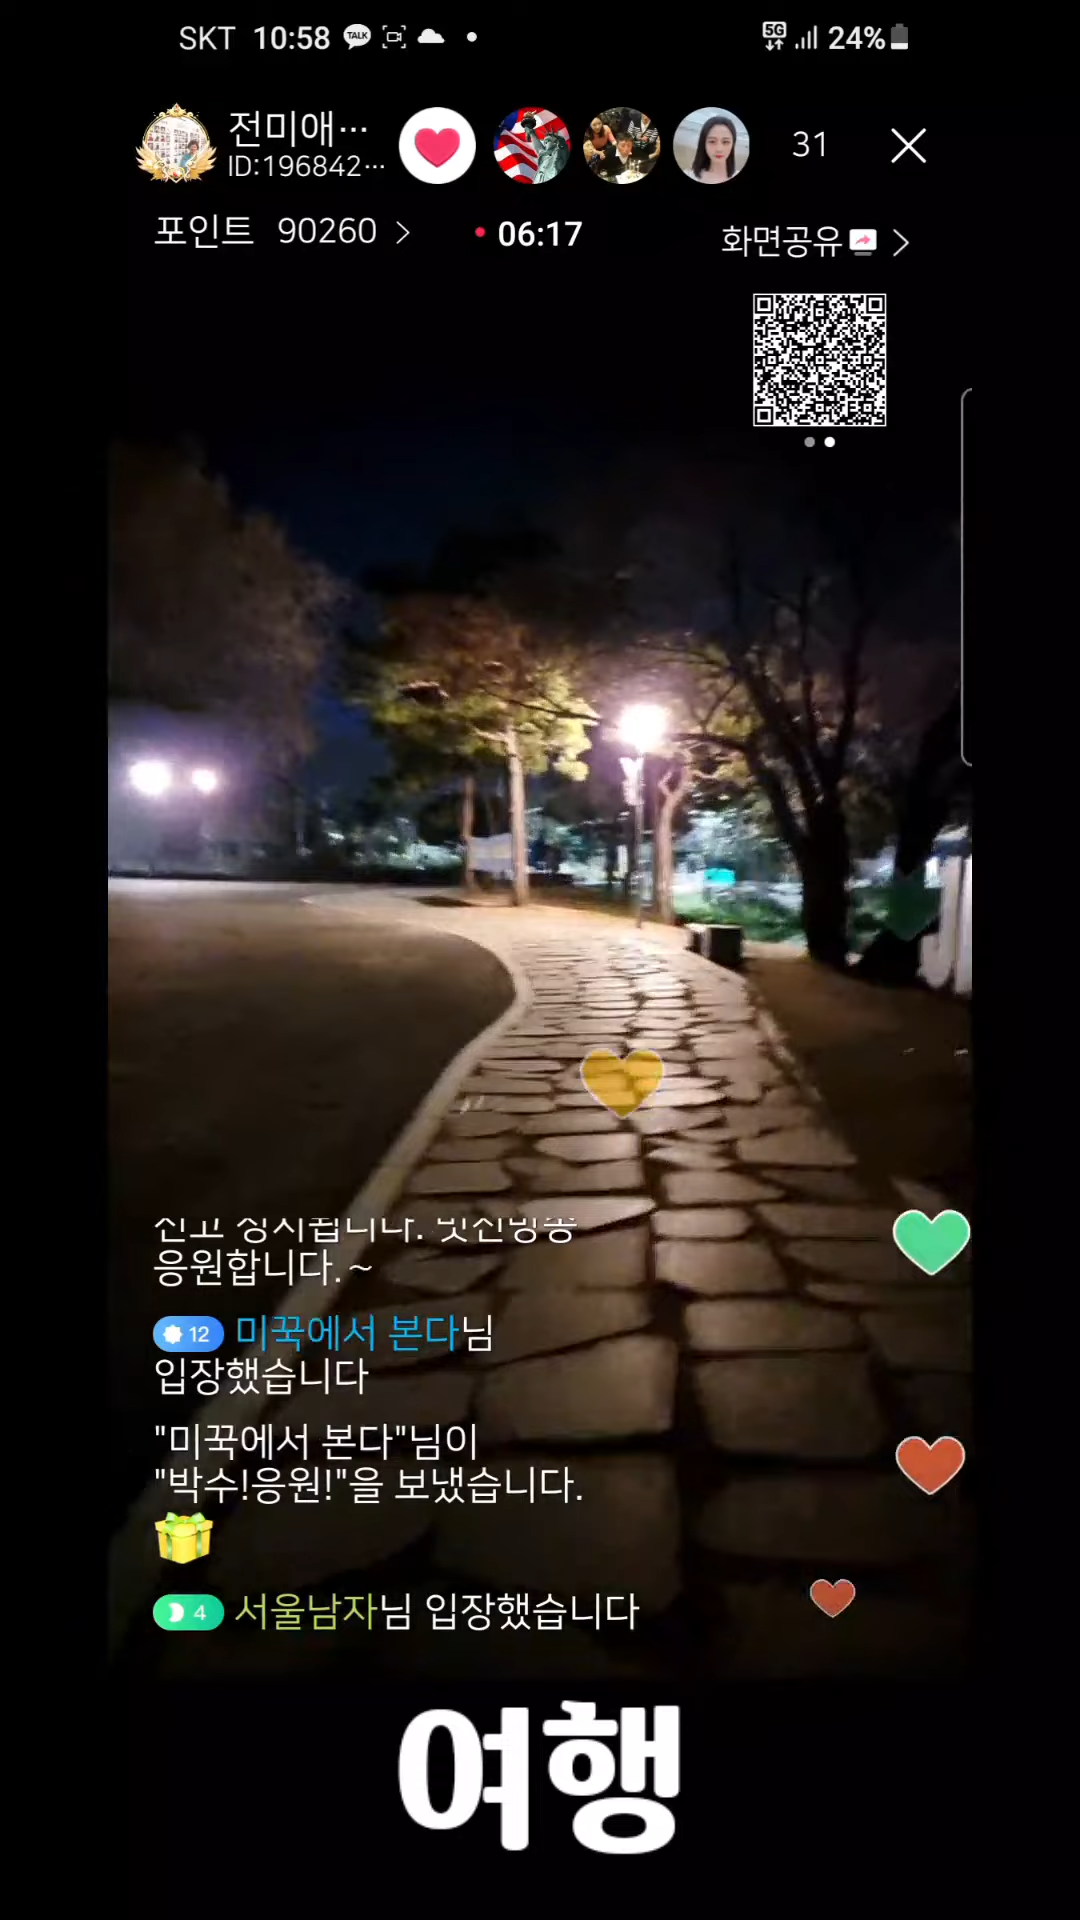 SKT 10:58 TALK 5G 24%
전미애…
ID:196842…
31
포인트 90260 >
06:17
화면공유 >
응원합니다.~
12 미꾹에서 본다님
입장했습니다
"미꾹에서 본다"님이
"박수!응원!"을 보냈습니다.
4 서울남자님 입장했습니다
여행